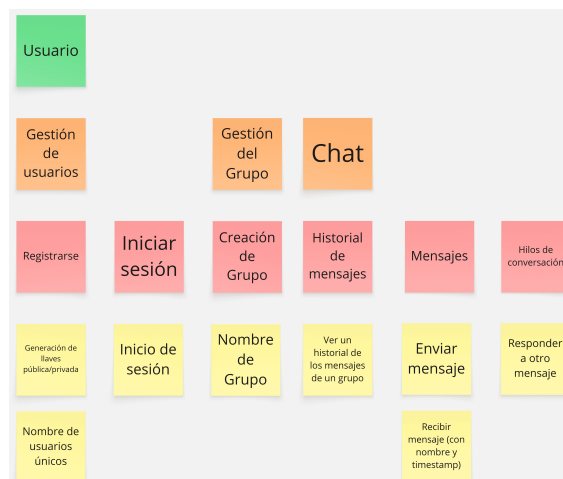 Usuario
Gestión
de
usuarios
Gestión
del
Grupo
Chat
Registrarse
Iniciar
sesión
Creación
de
Grupo
Historial
de
mensajes
Mensajes
Hilos de
conversación
Generación de
llaves
pública/privada
Inicio de
sesión
Nombre
de
Grupo
Ver un
historial de
los mensajes
de un grupo
Enviar
mensaje
Responder
a otro
mensaje
Nombre de
usuarios
únicos
Recibir
mensaje (con
nombre y
timestamp)